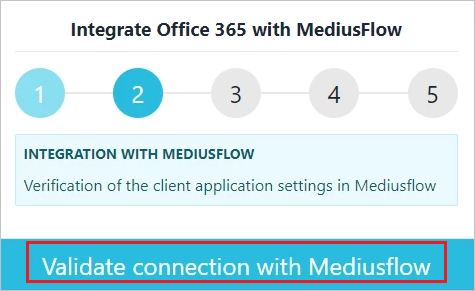 Integrate Office 365 with MediusFlow
1 2 3 4 5
INTEGRATION WITH MEDIUSFLOW
Verification of the client application settings in Mediusflow
Validate connection with Mediusflow